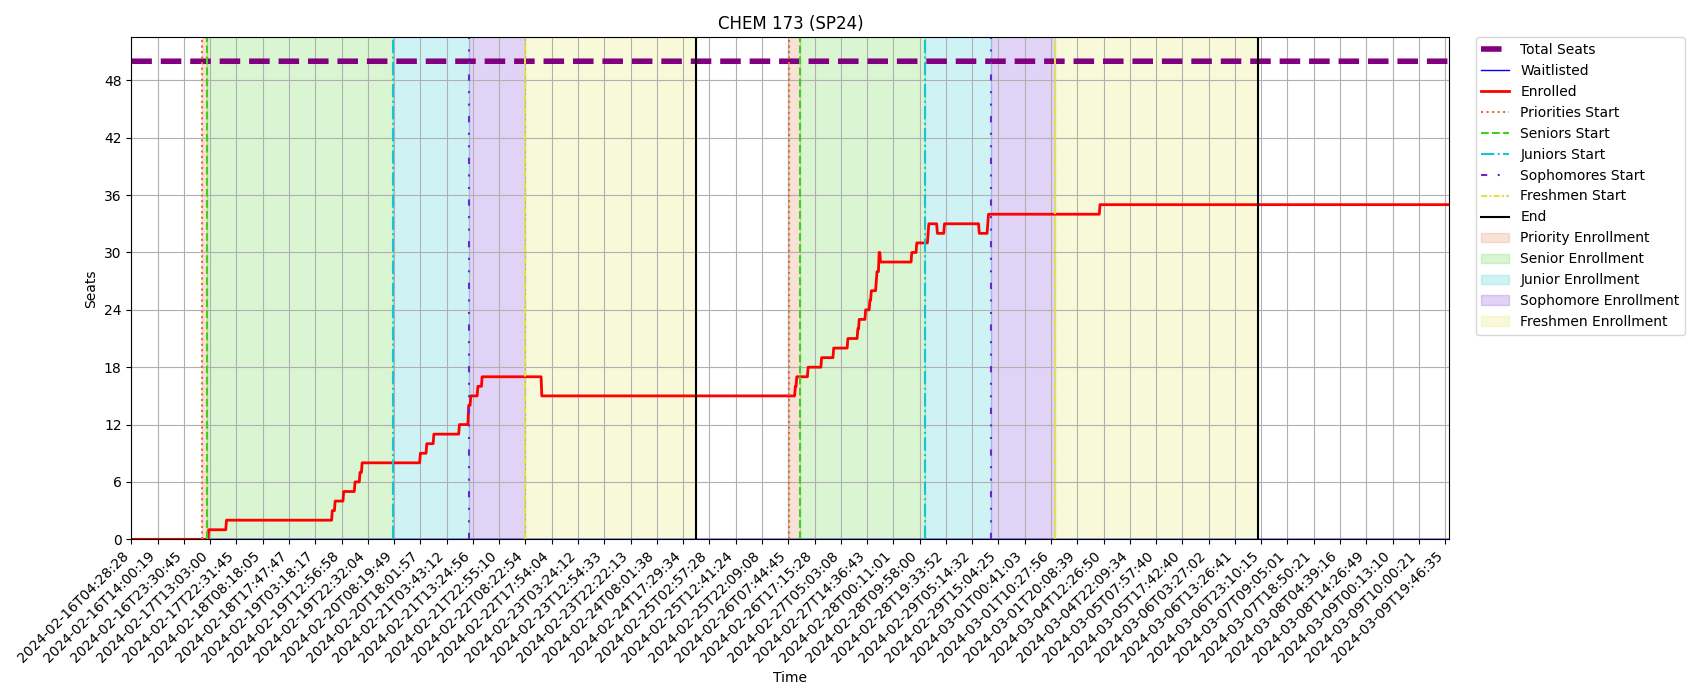 CHEM 173 (SP24)
Total Seats
Waitlisted
Enrolled
Priorities Start
Seniors Start
Juniors Start
Sophomores Start
Freshmen Start
End
Priority Enrollment
Senior Enrollment
Junior Enrollment
Sophomore Enrollment
Freshmen Enrollment
Seats
48
42
36
30
24
18
12
6
0
2024-02-16T04:28:28
2024-02-16T14:00:19
2024-02-16T23:30:45
2024-02-17T13:03:00
2024-02-17T22:31:45
2024-02-18T08:18:05
2024-02-18T17:47:47
2024-02-19T03:18:17
2024-02-19T12:56:58
2024-02-19T22:32:04
2024-02-20T08:19:49
2024-02-20T18:01:57
2024-02-21T03:43:12
2024-02-21T13:24:56
2024-02-21T22:55:10
2024-02-22T08:22:54
2024-02-22T17:54:04
2024-02-23T03:24:12
2024-02-23T12:54:33
2024-02-23T22:22:13
2024-02-24T08:01:38
2024-02-24T17:29:34
2024-02-25T02:57:28
2024-02-25T12:41:24
2024-02-25T22:09:08
2024-02-26T07:44:45
2024-02-26T17:15:28
2024-02-27T05:03:08
2024-02-27T14:36:43
2024-02-28T00:11:01
2024-02-28T09:58:00
2024-02-28T19:33:52
2024-02-29T05:14:32
2024-02-29T15:04:25
2024-03-01T00:41:03
2024-03-01T10:27:56
2024-03-01T20:08:39
2024-03-04T12:26:50
2024-03-04T22:09:34
2024-03-05T07:57:40
2024-03-05T17:42:40
2024-03-06T03:27:02
2024-03-06T13:26:41
2024-03-06T23:10:15
2024-03-07T09:05:01
2024-03-07T18:50:21
2024-03-08T04:39:16
2024-03-08T14:26:49
2024-03-09T00:13:10
2024-03-09T10:00:21
2024-03-09T19:46:35
Time